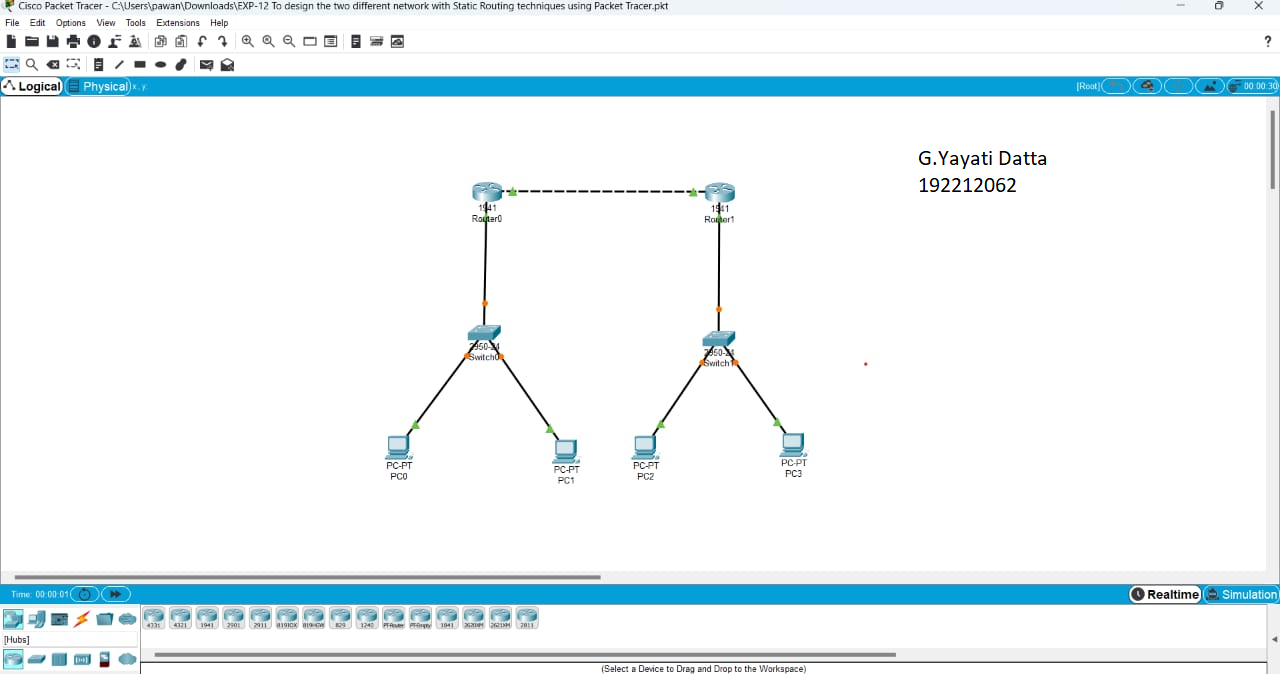 Cisco Packet Tracer - C:\Users\pawan\Downloads\EXP-12 To design the two different network with Static Routing techniques using Packet Tracer.pkt
File Edit Options View Tools Extensions Help
?
Logical Physical x, y:
[Root] 00:00:30
G.Yayati Datta
192212062
1941
Router0
1941
Router1
2950-24
Switch0
2950-24
Switch1
PC-PT
PC0
PC-PT
PC1
PC-PT
PC2
PC-PT
PC3
Time: 00:00:01
Realtime Simulation
4331 4321 1941 2901 2911 819IOX 819HGW 829 1240 PT-Router PT-Empty 1841 2620XM 2621XM 2811
[Hubs]
(Select a Device to Drag and Drop to the Workspace)